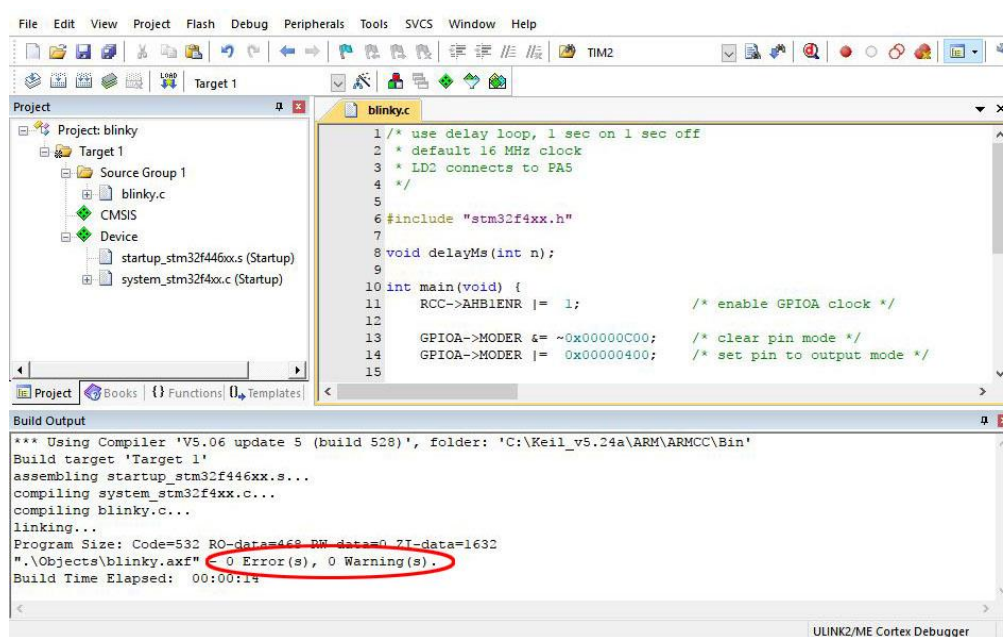 File Edit View Project Flash Debug Peripherals Tools SVCS Window Help
TIM2
LOAD Target 1
Project
Project: blinky
Target 1
Source Group 1
blinky.c
CMSIS
Device
startup_stm32f446xx.s (Startup)
system_stm32f4xx.c (Startup)
Project Books {} Functions Templates
blinky.c
1 /* use delay loop, 1 sec on 1 sec off
2 * default 16 MHz clock
3 * LD2 connects to PA5
4 */
5
6 #include "stm32f4xx.h"
7
8 void delayMs(int n);
9
10 int main(void) {
11 RCC->AHB1ENR |= 1; /* enable GPIOA clock */
12
13 GPIOA->MODER &= ~0x00000C00; /* clear pin mode */
14 GPIOA->MODER |= 0x00000400; /* set pin to output mode */
15
Build Output
*** Using Compiler 'V5.06 update 5 (build 528)', folder: 'C:\Keil_v5.24a\ARM\ARMCC\Bin'
Build target 'Target 1'
assembling startup_stm32f446xx.s...
compiling system_stm32f4xx.c...
compiling blinky.c...
linking...
Program Size: Code=532 RO-data=468 RW-data=0 ZI-data=1632
".\Objects\blinky.axf" - 0 Error(s), 0 Warning(s).
Build Time Elapsed: 00:00:14
ULINK2/ME Cortex Debugger